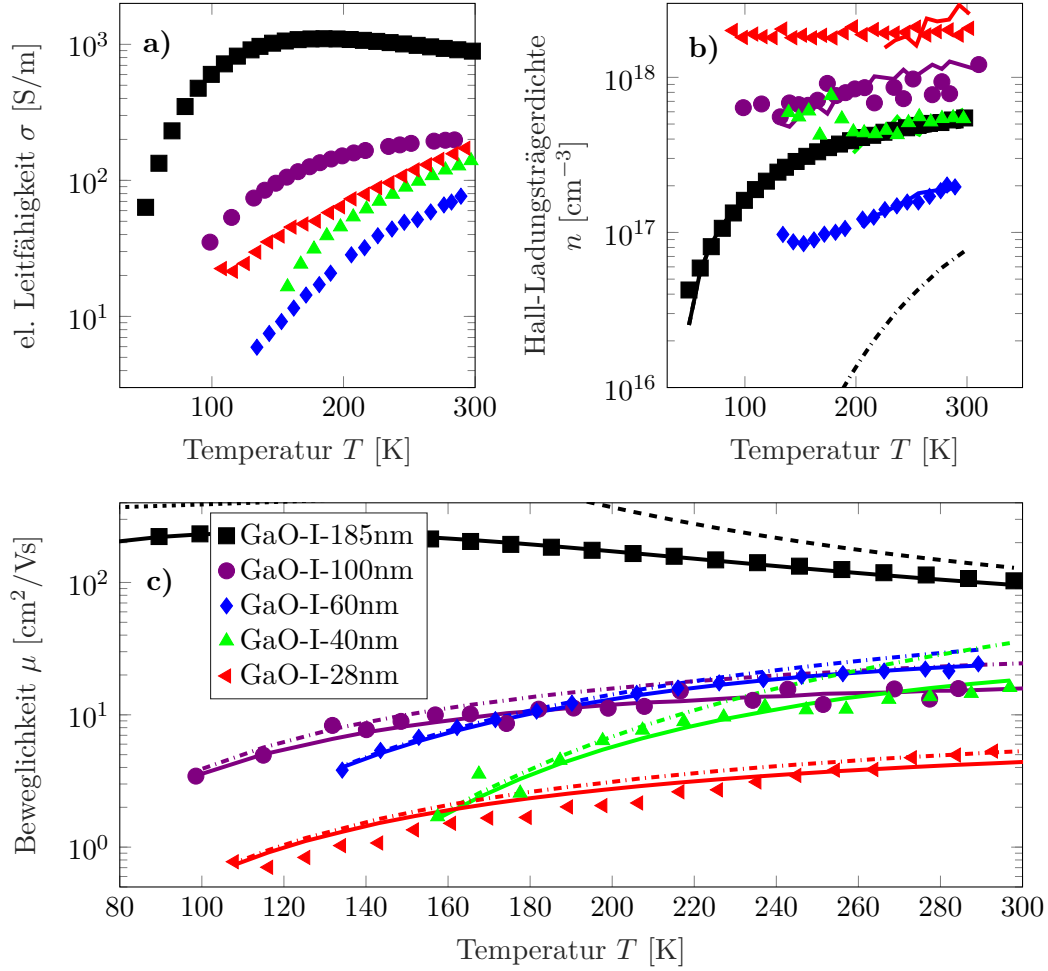 a)
el. Leitfähigkeit σ [S/m]
10³
10²
10¹
100
200
300
Temperatur T [K]
b)
Hall-Ladungsträgerdichte
n [cm⁻³]
10¹⁸
10¹⁷
10¹⁶
100
200
300
Temperatur T [K]
c)
Beweglichkeit μ [cm²/Vs]
10²
10¹
10⁰
GaO-I-185nm
GaO-I-100nm
GaO-I-60nm
GaO-I-40nm
GaO-I-28nm
80
100
120
140
160
180
200
220
240
260
280
300
Temperatur T [K]